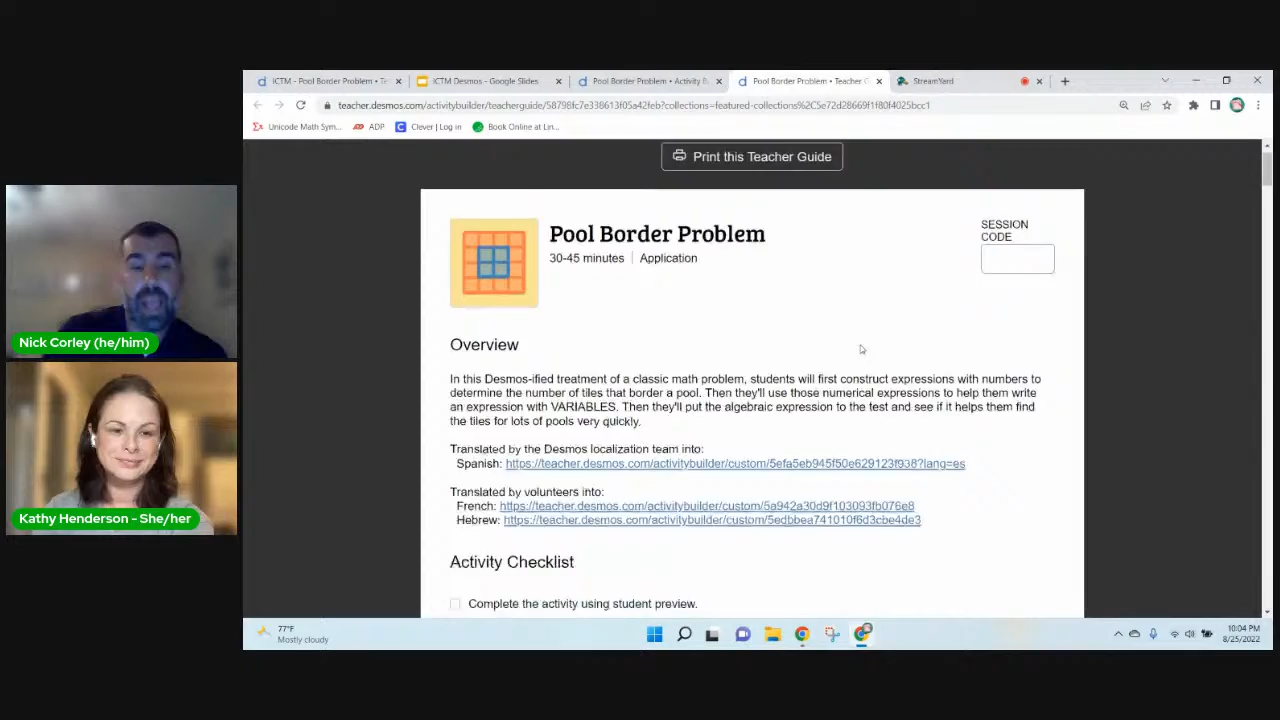 ICTM - Pool Border Problem • Te
ICTM Desmos - Google Slides
Pool Border Problem • Activity B
Pool Border Problem • Teacher G
StreamYard
teacher.desmos.com/activitybuilder/teacherguide/58798fc7e338613f05a42feb?collections=featured-collections%2C5e72d28669f1f80f4025bcc1
Unicode Math Sym...
ADP
Clever | Log in
Book Online at Lin...
Print this Teacher Guide
Pool Border Problem
30-45 minutes | Application
SESSION
CODE
Overview
In this Desmos-ified treatment of a classic math problem, students will first construct expressions with numbers to
determine the number of tiles that border a pool. Then they'll use those numerical expressions to help them write
an expression with VARIABLES. Then they'll put the algebraic expression to the test and see if it helps them find
the tiles for lots of pools very quickly.
Translated by the Desmos localization team into:
Spanish: https://teacher.desmos.com/activitybuilder/custom/5efa5eb945f50e629123f938?lang=es
Translated by volunteers into:
French: https://teacher.desmos.com/activitybuilder/custom/5a942a30d9f103093fb076e8
Hebrew: https://teacher.desmos.com/activitybuilder/custom/5edbbea741010f6d3cbe4de3
Activity Checklist
Complete the activity using student preview.
Nick Corley (he/him)
Kathy Henderson - She/her
77°F
Mostly cloudy
10:04 PM
8/25/2022